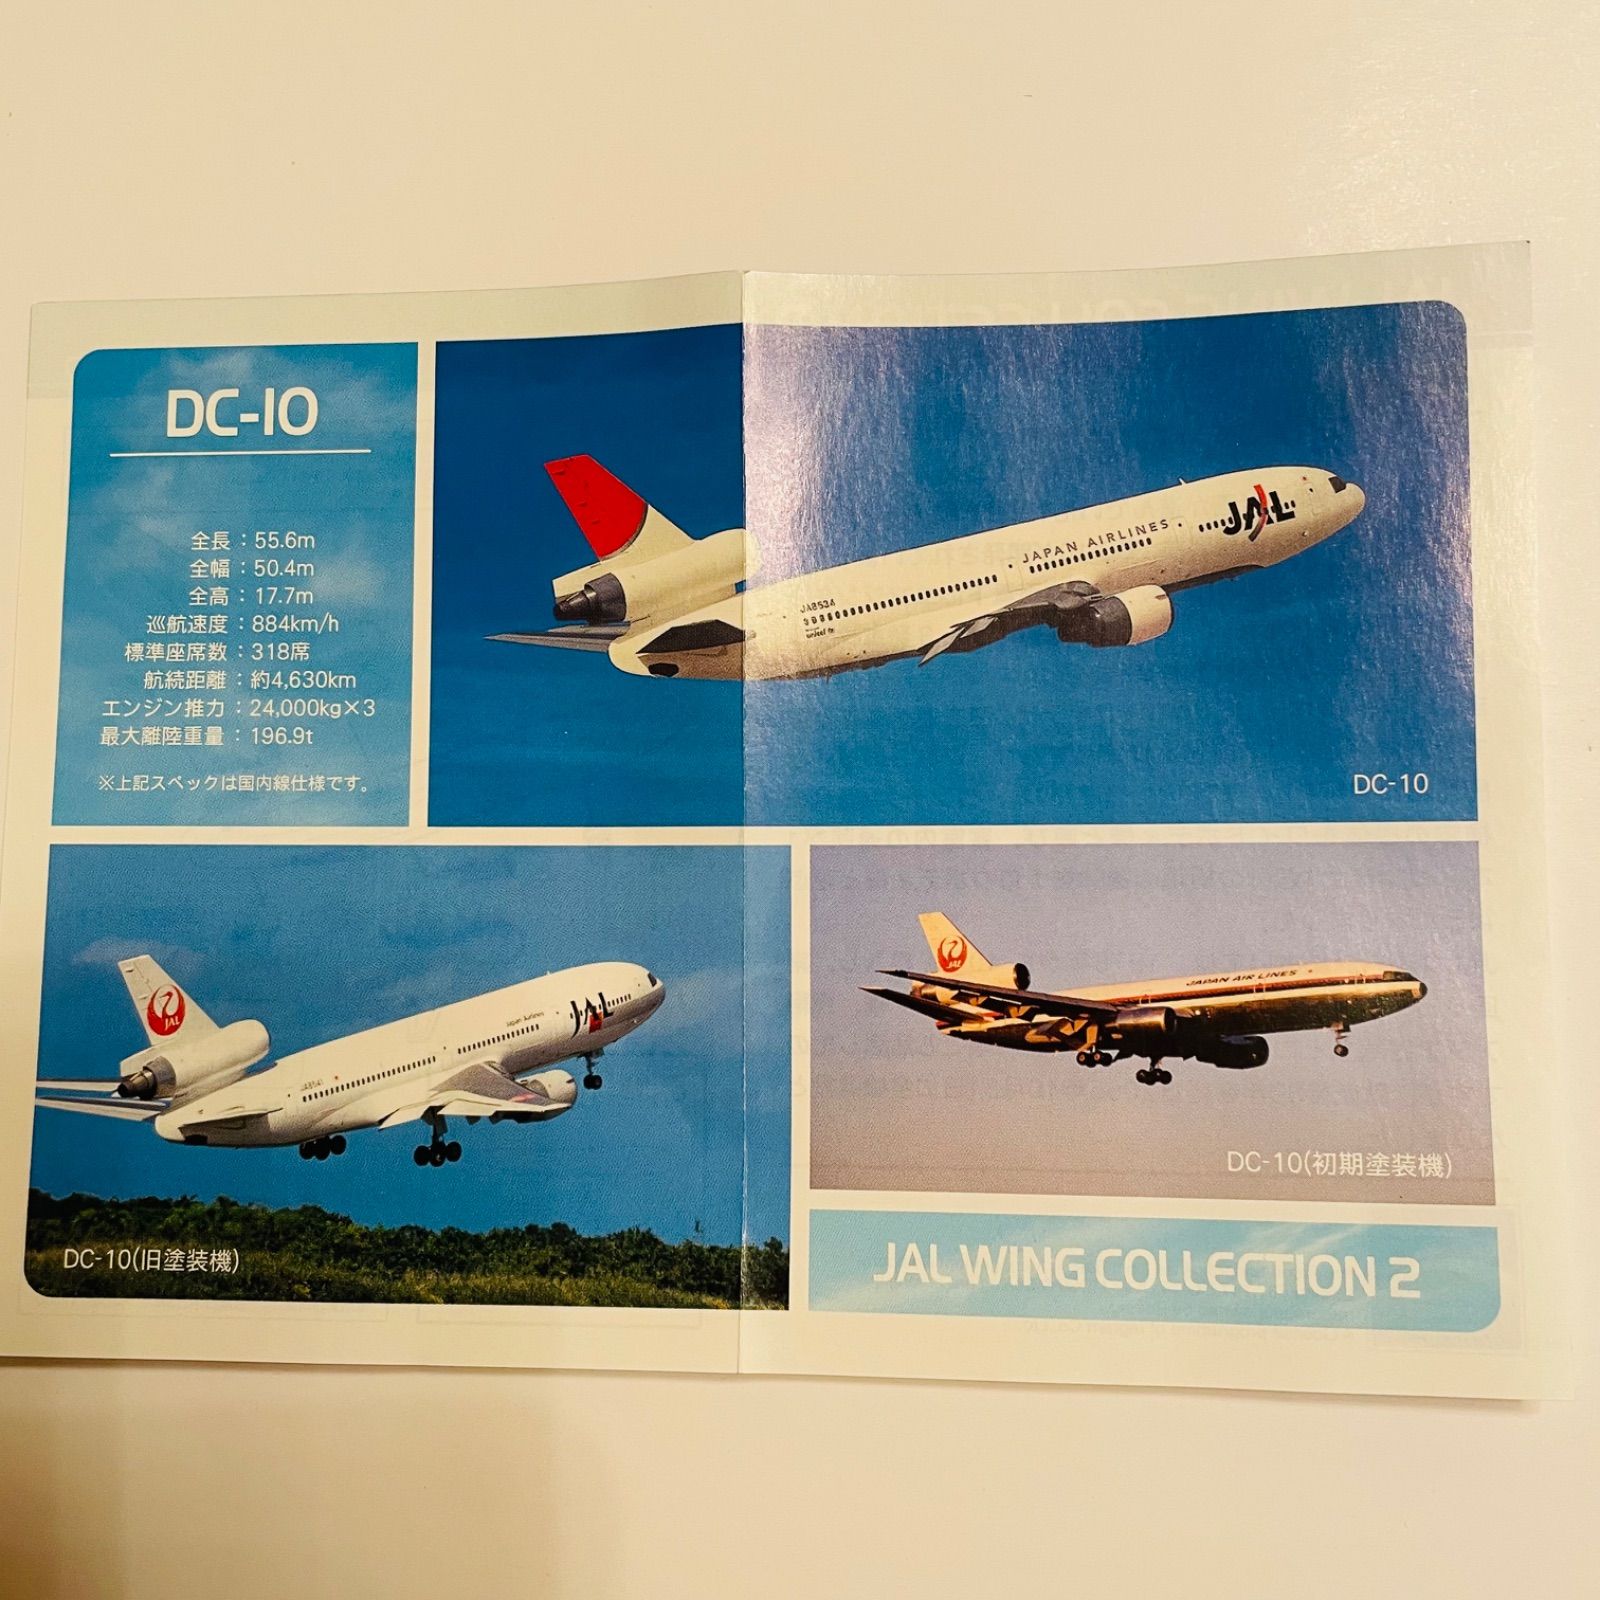 DC-10
全長：55.6m
全幅：50.4m
全高：17.7m
巡航速度：884km/h
標準座席数：318席
航続距離：約4,630km
エンジン推力：24,000kg×3
最大離陸重量：196.9t
※上記スペックは国内線仕様です。
JAL
JAPAN AIRLINES
JA8534
unicef
DC-10
JAL
Japan Airlines
JA8541
JAL
DC-10(旧塗装機)
JAL
JAPAN AIR LINES
DC-10(初期塗装機)
JAL WING COLLECTION 2